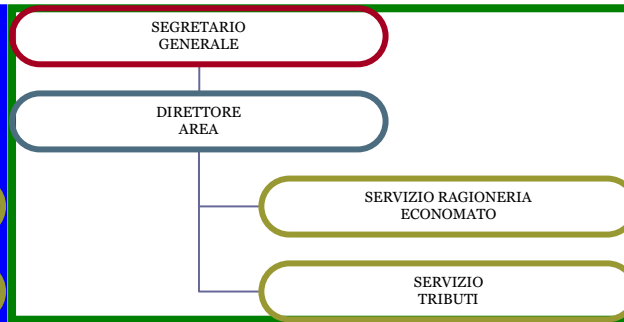 SEGRETARIO
GENERALE
DIRETTORE
AREA
SERVIZIO RAGIONERIA
ECONOMATO
SERVIZIO
TRIBUTI